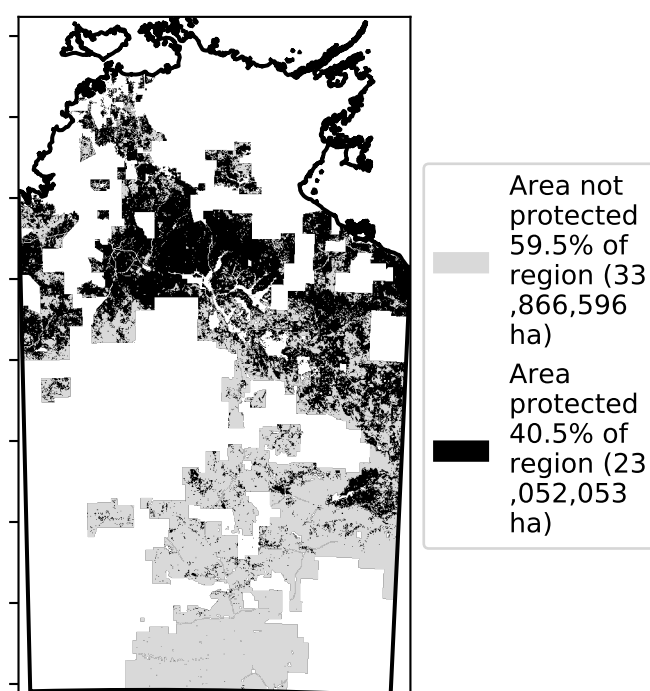 Area not
protected
59.5% of
region (33
,866,596
ha)
Area
protected
40.5% of
region (23
,052,053
ha)